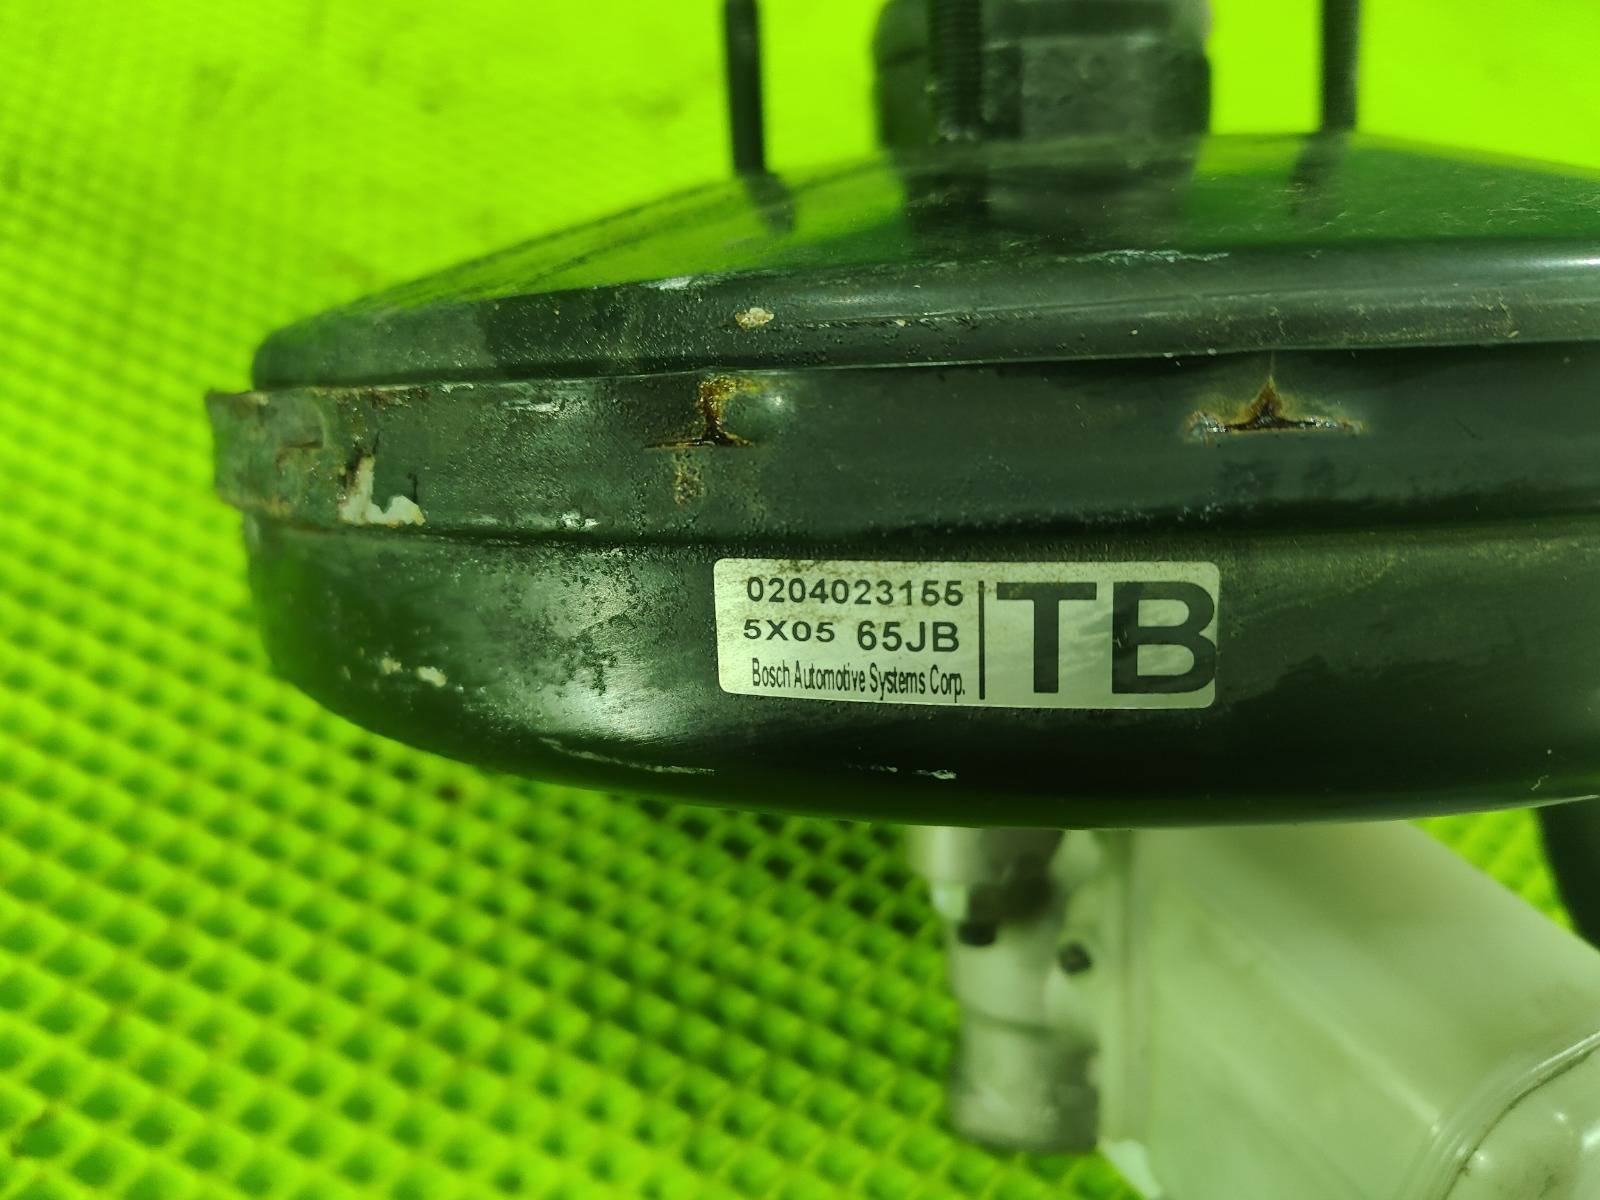 0204023155
5X05 65JB
Bosch Automotive Systems Corp.
TB